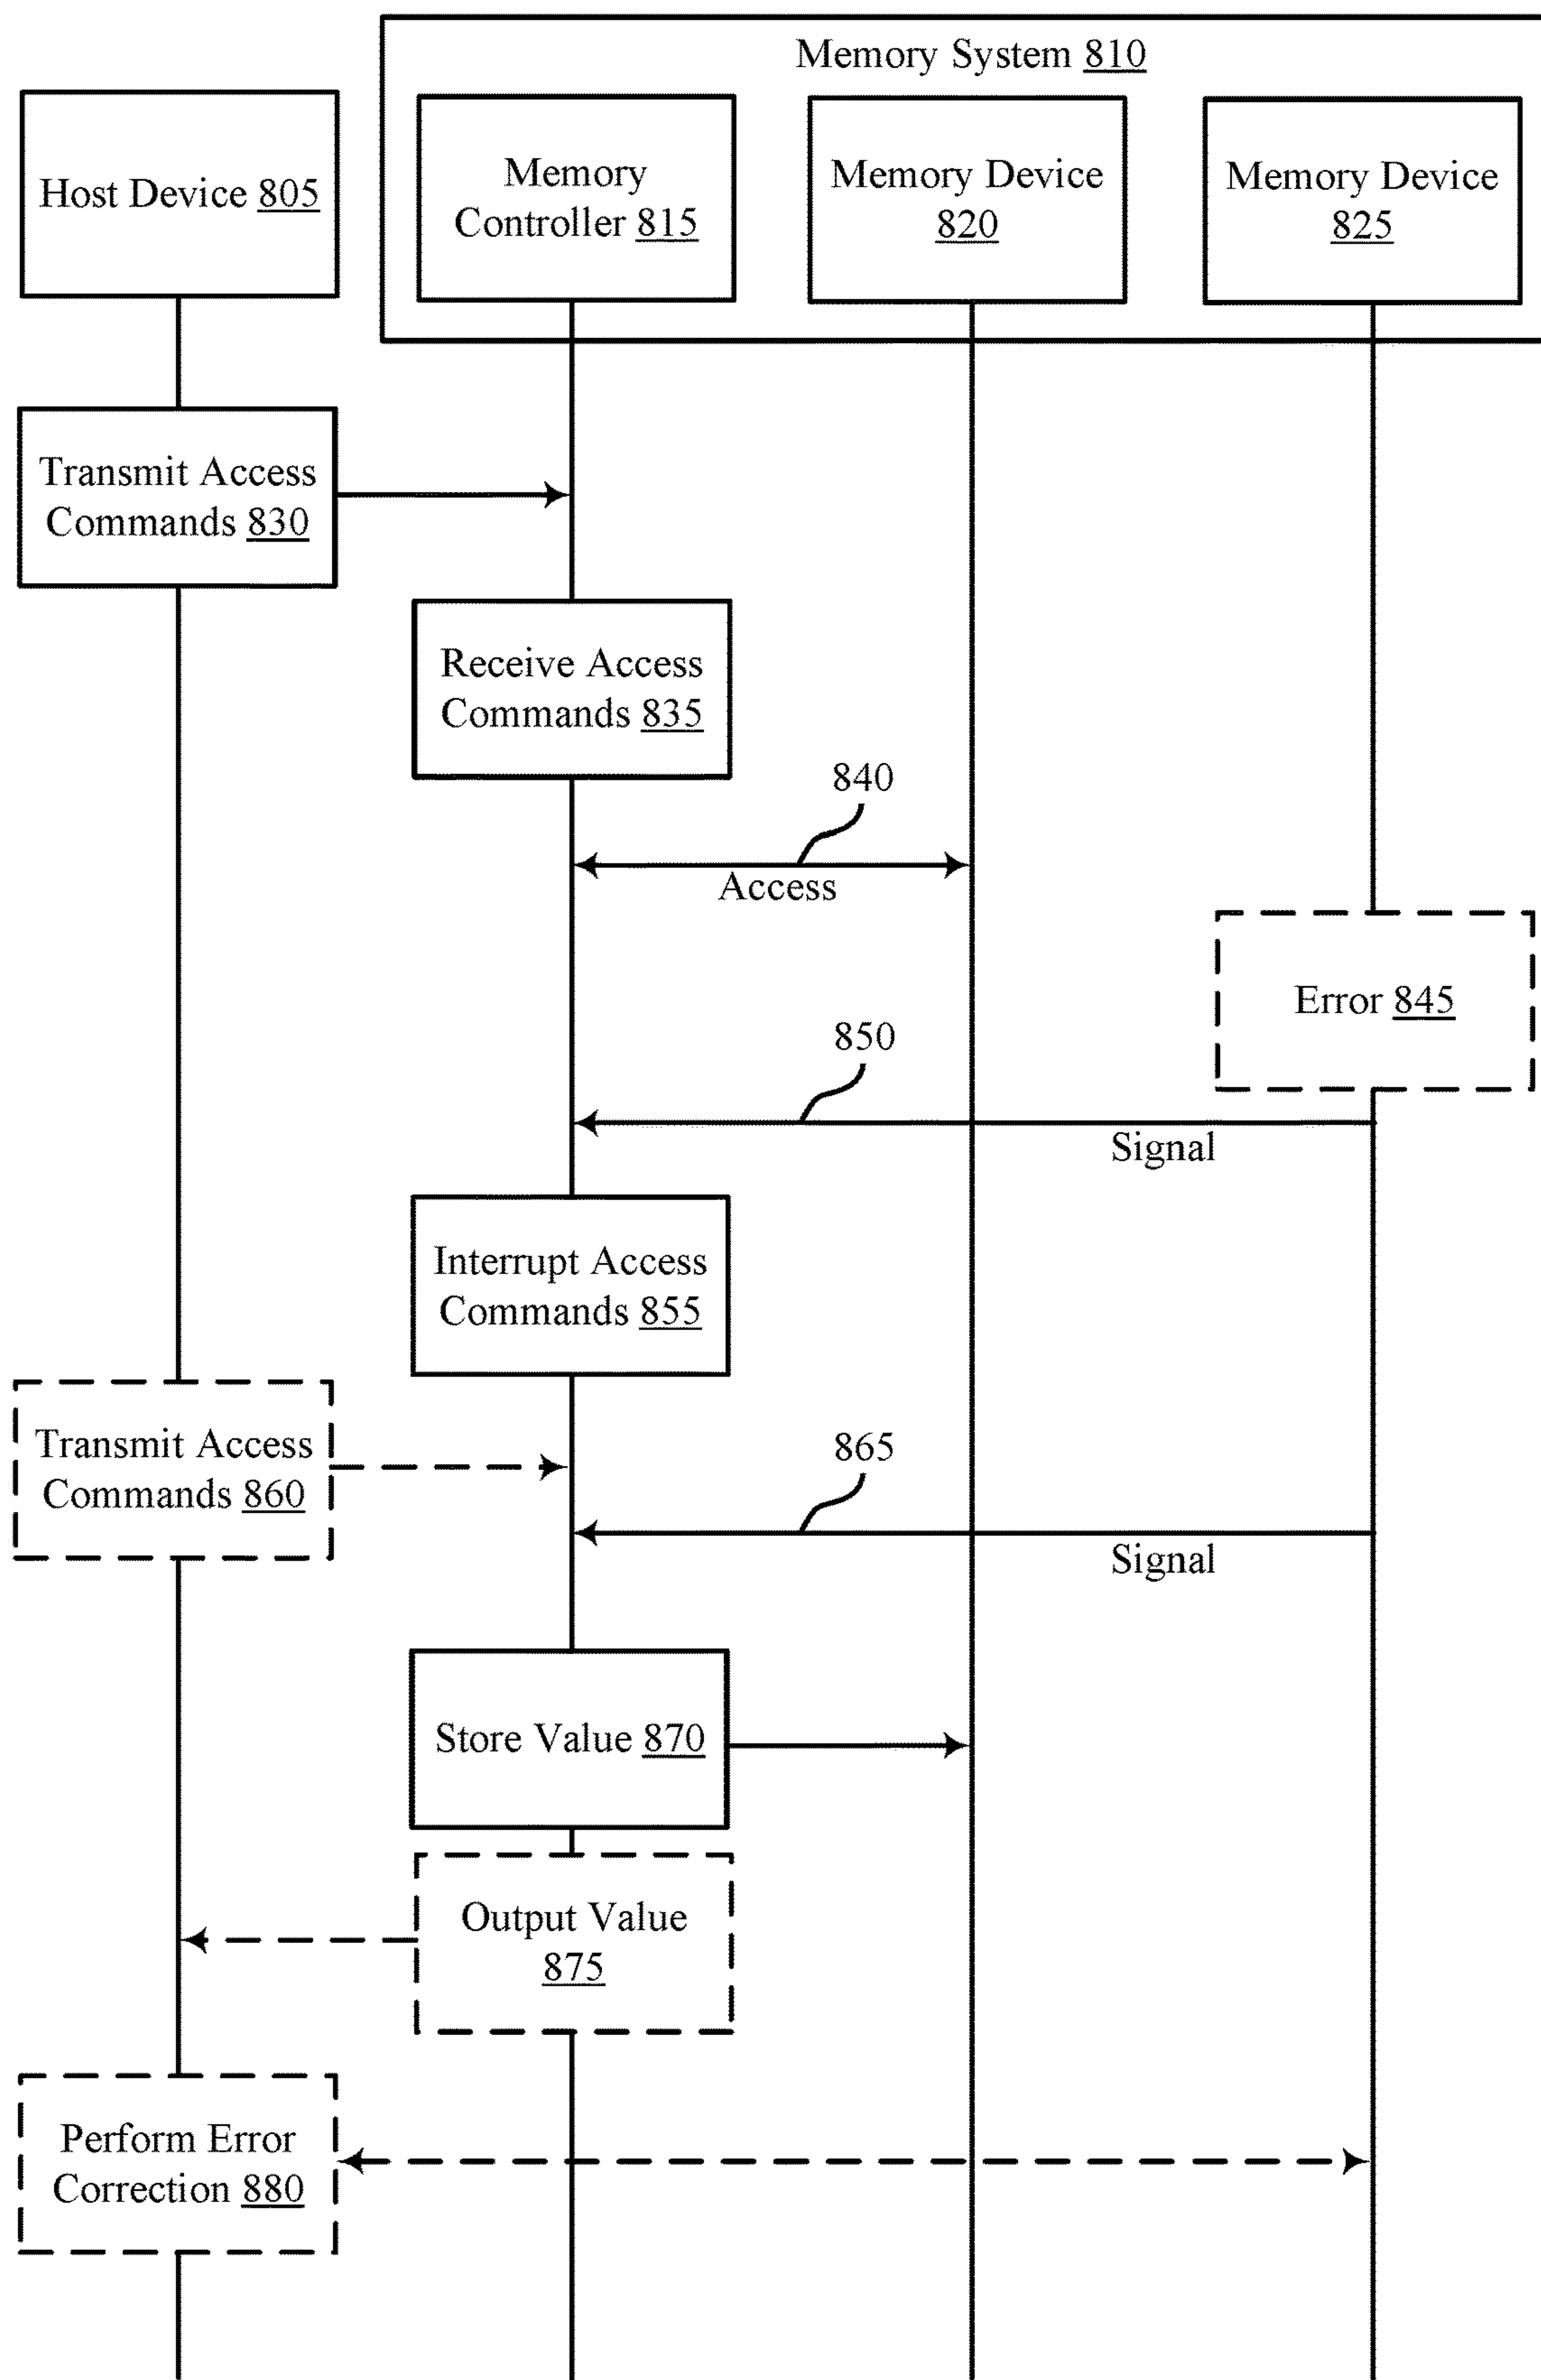 Memory System 810
Host Device 805
Memory
Controller 815
Memory Device
820
Memory Device
825
Transmit Access
Commands 830
Receive Access
Commands 835
840
Access
Error 845
850
Signal
Interrupt Access
Commands 855
Transmit Access
Commands 860
865
Signal
Store Value 870
Output Value
875
Perform Error
Correction 880